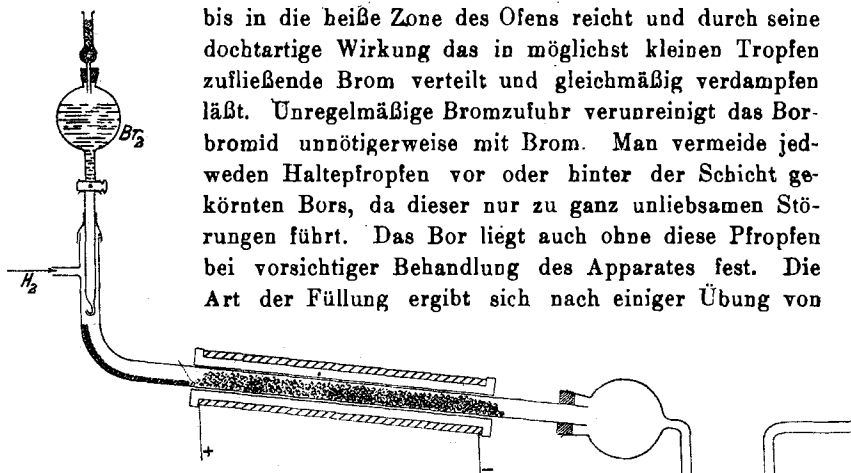 bis in die heiße Zone des Ofens reicht und durch seine
dochtartige Wirkung das in möglichst kleinen Tropfen
zufließende Brom verteilt und gleichmäßig verdampfen
läßt. Unregelmäßige Bromzufuhr verunreinigt das Bor-
bromid unnötigerweise mit Brom. Man vermeide jed-
weden Haltepfropfen vor oder hinter der Schicht ge-
körnten Bors, da dieser nur zu ganz unliebsamen Stö-
rungen führt. Das Bor liegt auch ohne diese Pfropfen
bei vorsichtiger Behandlung des Apparates fest. Die
Art der Füllung ergibt sich nach einiger Übung von
Br2
H2
+
−